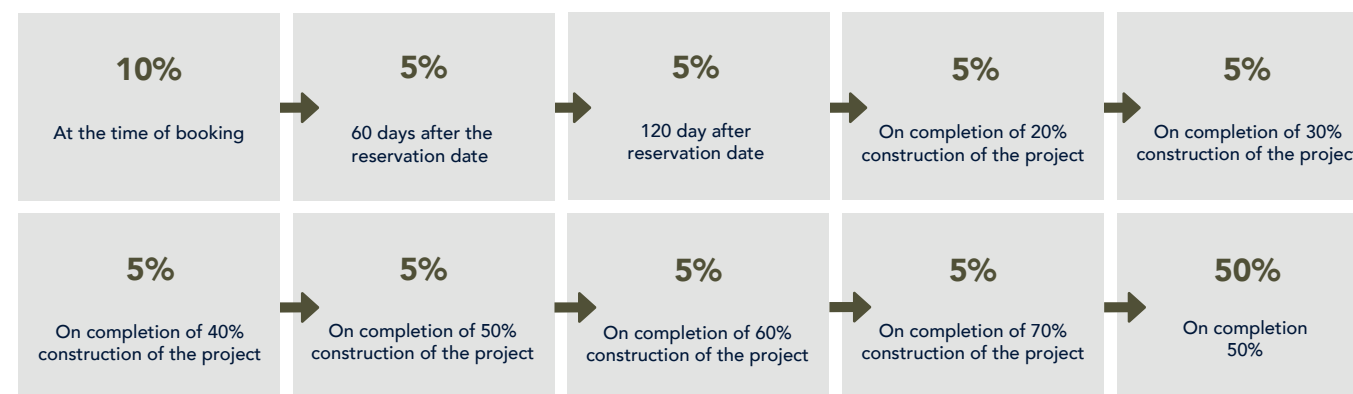 10%
At the time of booking
5%
60 days after the
reservation date
5%
120 day after
reservation date
5%
On completion of 20%
construction of the project
5%
On completion of 30%
construction of the projec
5%
On completion of 40%
construction of the project
5%
On completion of 50%
construction of the project
5%
On completion of 60%
construction of the project
5%
On completion of 70%
construction of the project
50%
On completion
50%